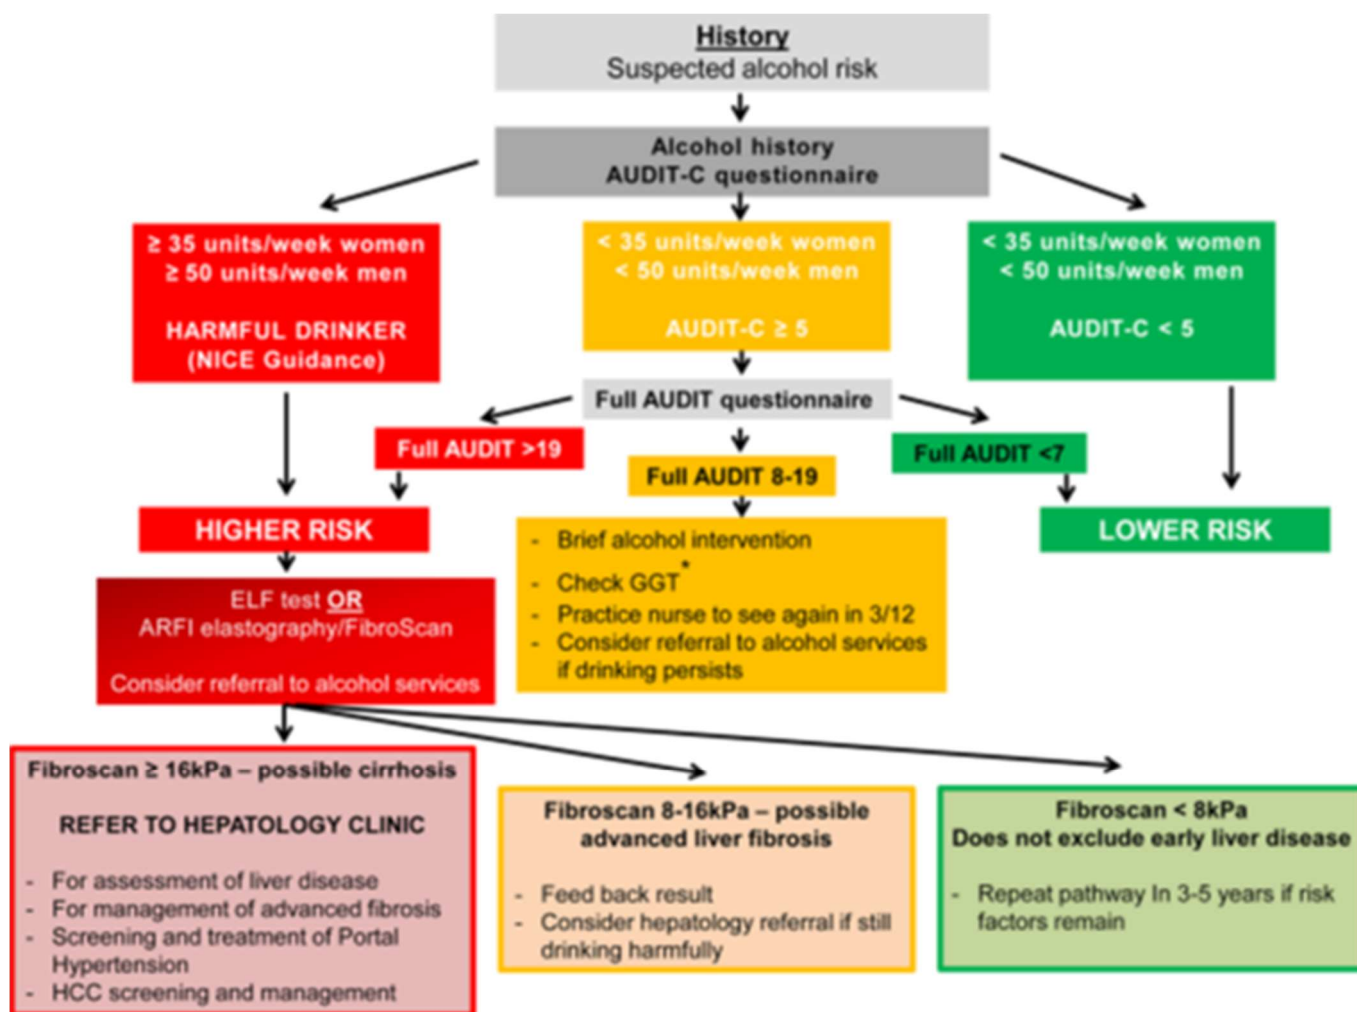 History
Suspected alcohol risk
Alcohol history
AUDIT-C questionnaire
≥ 35 units/week women
≥ 50 units/week men
HARMFUL DRINKER
(NICE Guidance)
< 35 units/week women
< 50 units/week men
AUDIT-C ≥ 5
< 35 units/week women
< 50 units/week men
AUDIT-C < 5
Full AUDIT questionnaire
Full AUDIT >19
Full AUDIT 8-19
Full AUDIT <7
HIGHER RISK
LOWER RISK
- Brief alcohol intervention
- Check GGT*
- Practice nurse to see again in 3/12
- Consider referral to alcohol services
if drinking persists
ELF test OR
ARFI elastography/FibroScan
Consider referral to alcohol services
Fibroscan ≥ 16kPa – possible cirrhosis
REFER TO HEPATOLOGY CLINIC
- For assessment of liver disease
- For management of advanced fibrosis
- Screening and treatment of Portal
Hypertension
- HCC screening and management
Fibroscan 8-16kPa – possible
advanced liver fibrosis
- Feed back result
- Consider hepatology referral if still
drinking harmfully
Fibroscan < 8kPa
Does not exclude early liver disease
- Repeat pathway In 3-5 years if risk
factors remain